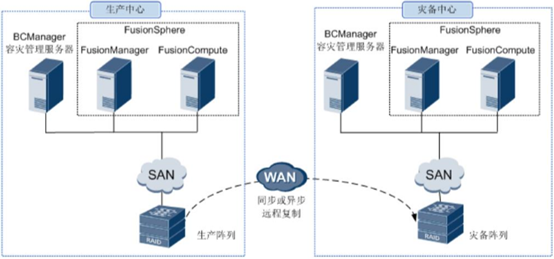 生产中心
FusionSphere
BCManager
容灾管理服务器
FusionManager
FusionCompute
SAN
RAID
生产阵列
WAN
同步或异步
远程复制
灾备中心
FusionSphere
BCManager
容灾管理服务器
FusionManager
FusionCompute
SAN
RAID
灾备阵列